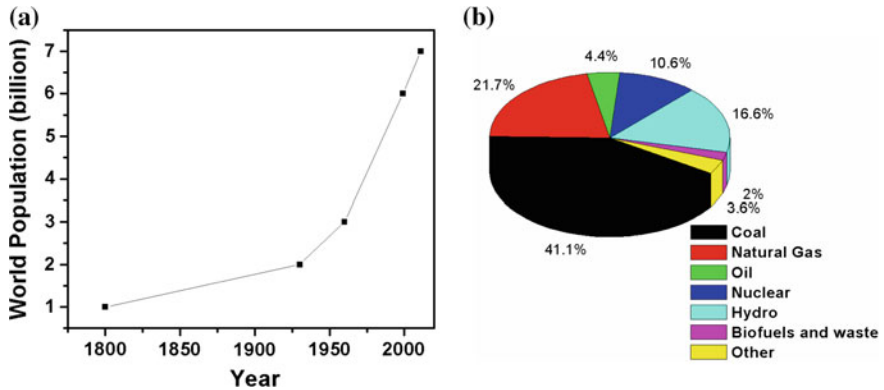 (a)
World Population (billion)
7
6
5
4
3
2
1
1800 1850 1900 1950 2000
Year
(b)
4.4%
10.6%
21.7%
16.6%
2%
3.6%
41.1%
Coal
Natural Gas
Oil
Nuclear
Hydro
Biofuels and waste
Other